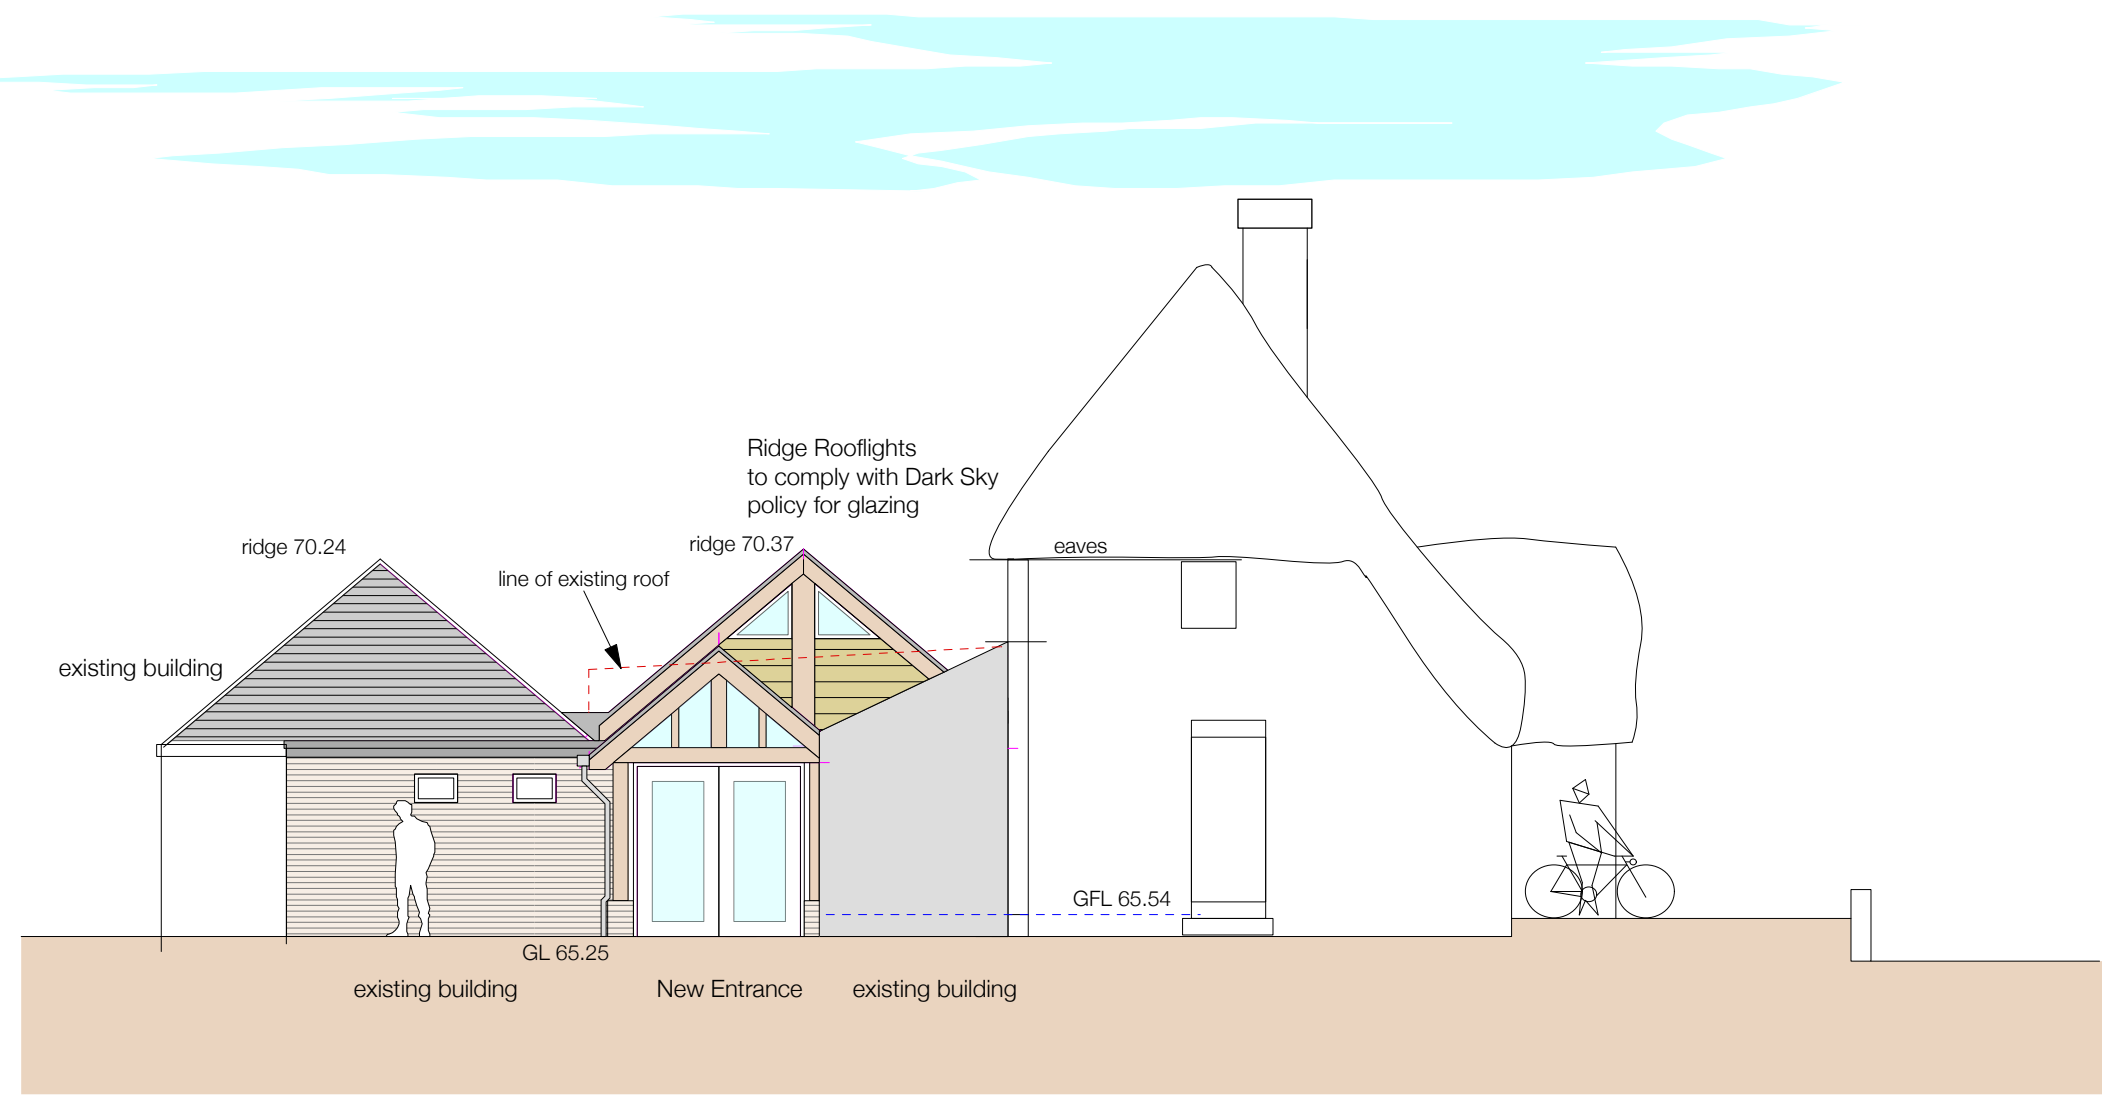 Ridge Rooflights
to comply with Dark Sky
policy for glazing
ridge 70.24
ridge 70.37
eaves
line of existing roof
existing building
GFL 65.54
GL 65.25
existing building
New Entrance
existing building